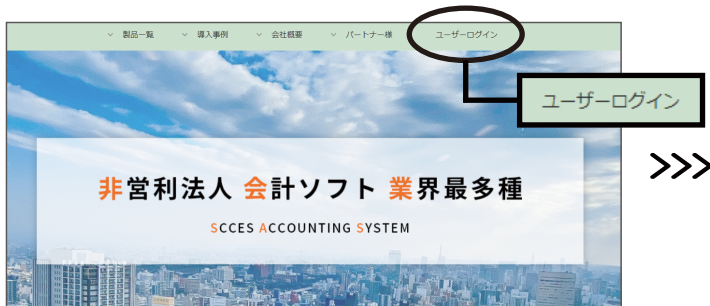 製品一覧 導入事例 会社概要 パートナー様 ユーザーログイン
ユーザーログイン
非営利法人 会計ソフト 業界最多種
SCCES ACCOUNTING SYSTEM